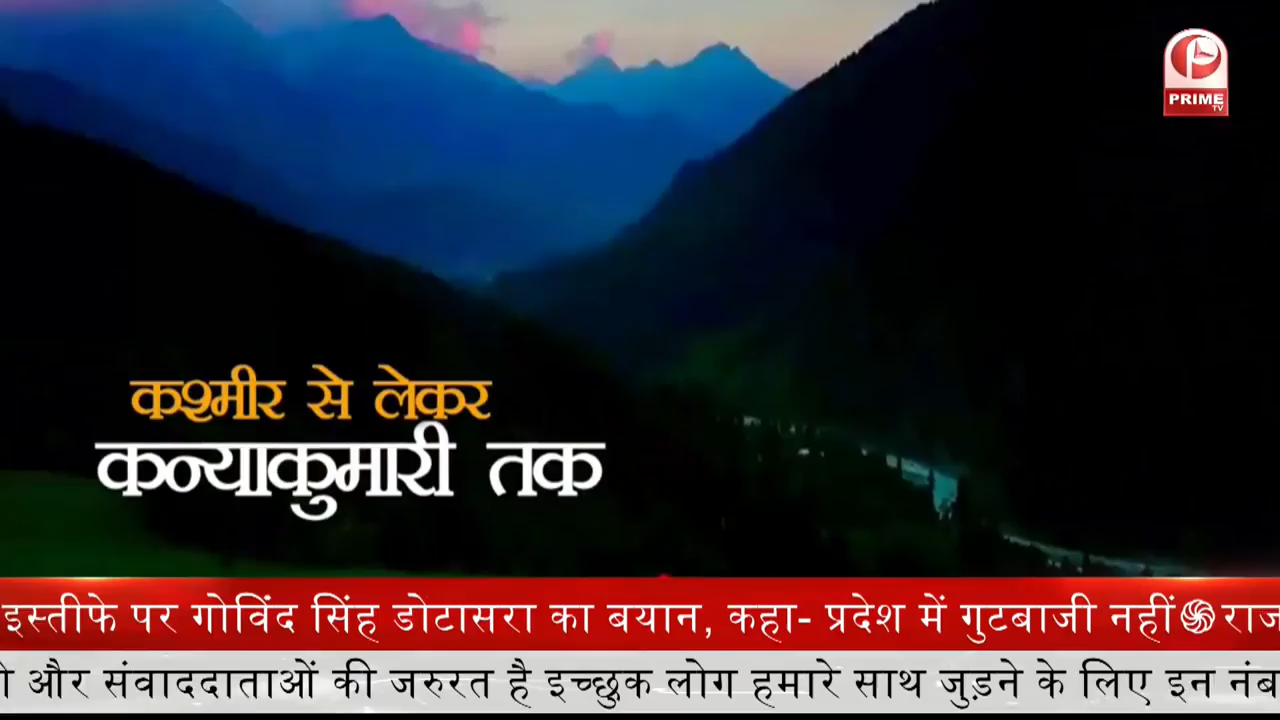 PRIME
TV
कश्मीर से लेकर
कन्याकुमारी तक
इस्तीफे पर गोविंद सिंह डोटासरा का बयान, कहा- प्रदेश में गुटबाजी नहीं
और संवाददाताओं की जरुरत है इच्छुक लोग हमारे साथ जुड़ने के लिए इन